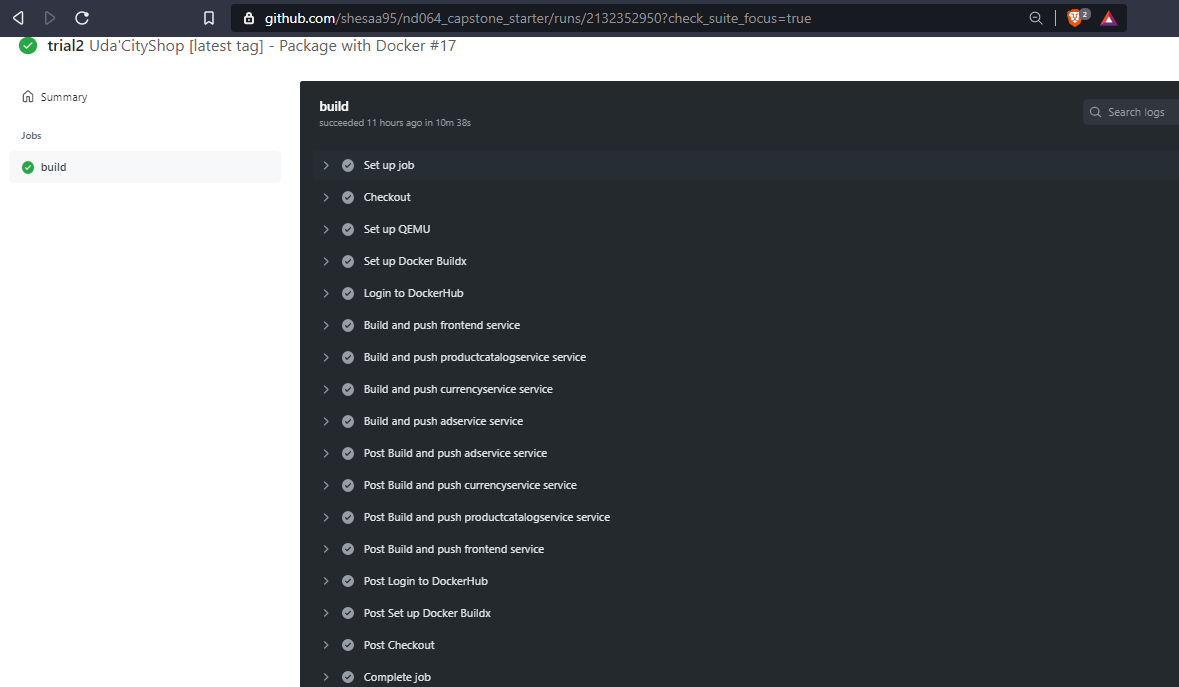 github.com/shesaa95/nd064_capstone_starter/runs/2132352950?check_suite_focus=true
2
trial2 Uda'CityShop [latest tag] - Package with Docker #17
Summary
Jobs
build
build
succeeded 11 hours ago in 10m 38s
Search logs
Set up job
Checkout
Set up QEMU
Set up Docker Buildx
Login to DockerHub
Build and push frontend service
Build and push productcatalogservice service
Build and push currencyservice service
Build and push adservice service
Post Build and push adservice service
Post Build and push currencyservice service
Post Build and push productcatalogservice service
Post Build and push frontend service
Post Login to DockerHub
Post Set up Docker Buildx
Post Checkout
Complete job